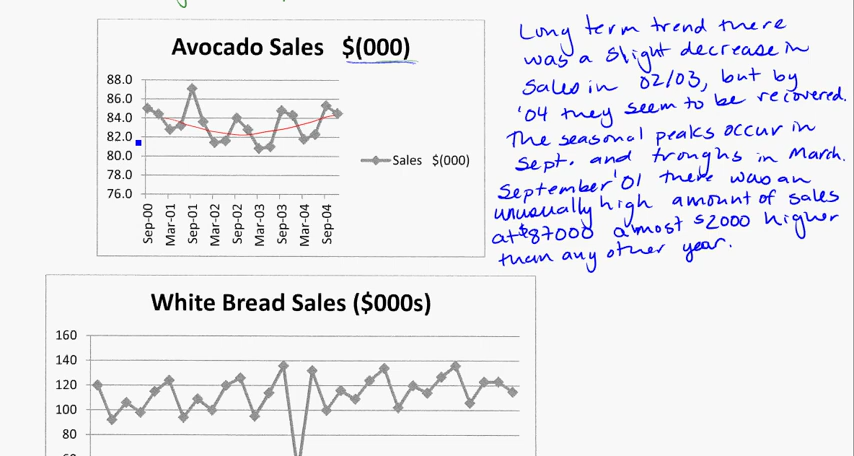 Avocado Sales $(000)
88.0
86.0
84.0
82.0
80.0
78.0
76.0
Sep-00
Mar-01
Sep-01
Mar-02
Sep-02
Mar-03
Sep-03
Mar-04
Sep-04
Sales $(000)
Long term trend there
was a slight decrease in
sales in 02/03, but by
'04 they seem to be recovered.
The seasonal peaks occur in
Sept. and troughs in March.
September '01 there was an
unusually high amount of sales
at $87000 almost $2000 higher
than any other year.
White Bread Sales ($000s)
160
140
120
100
80